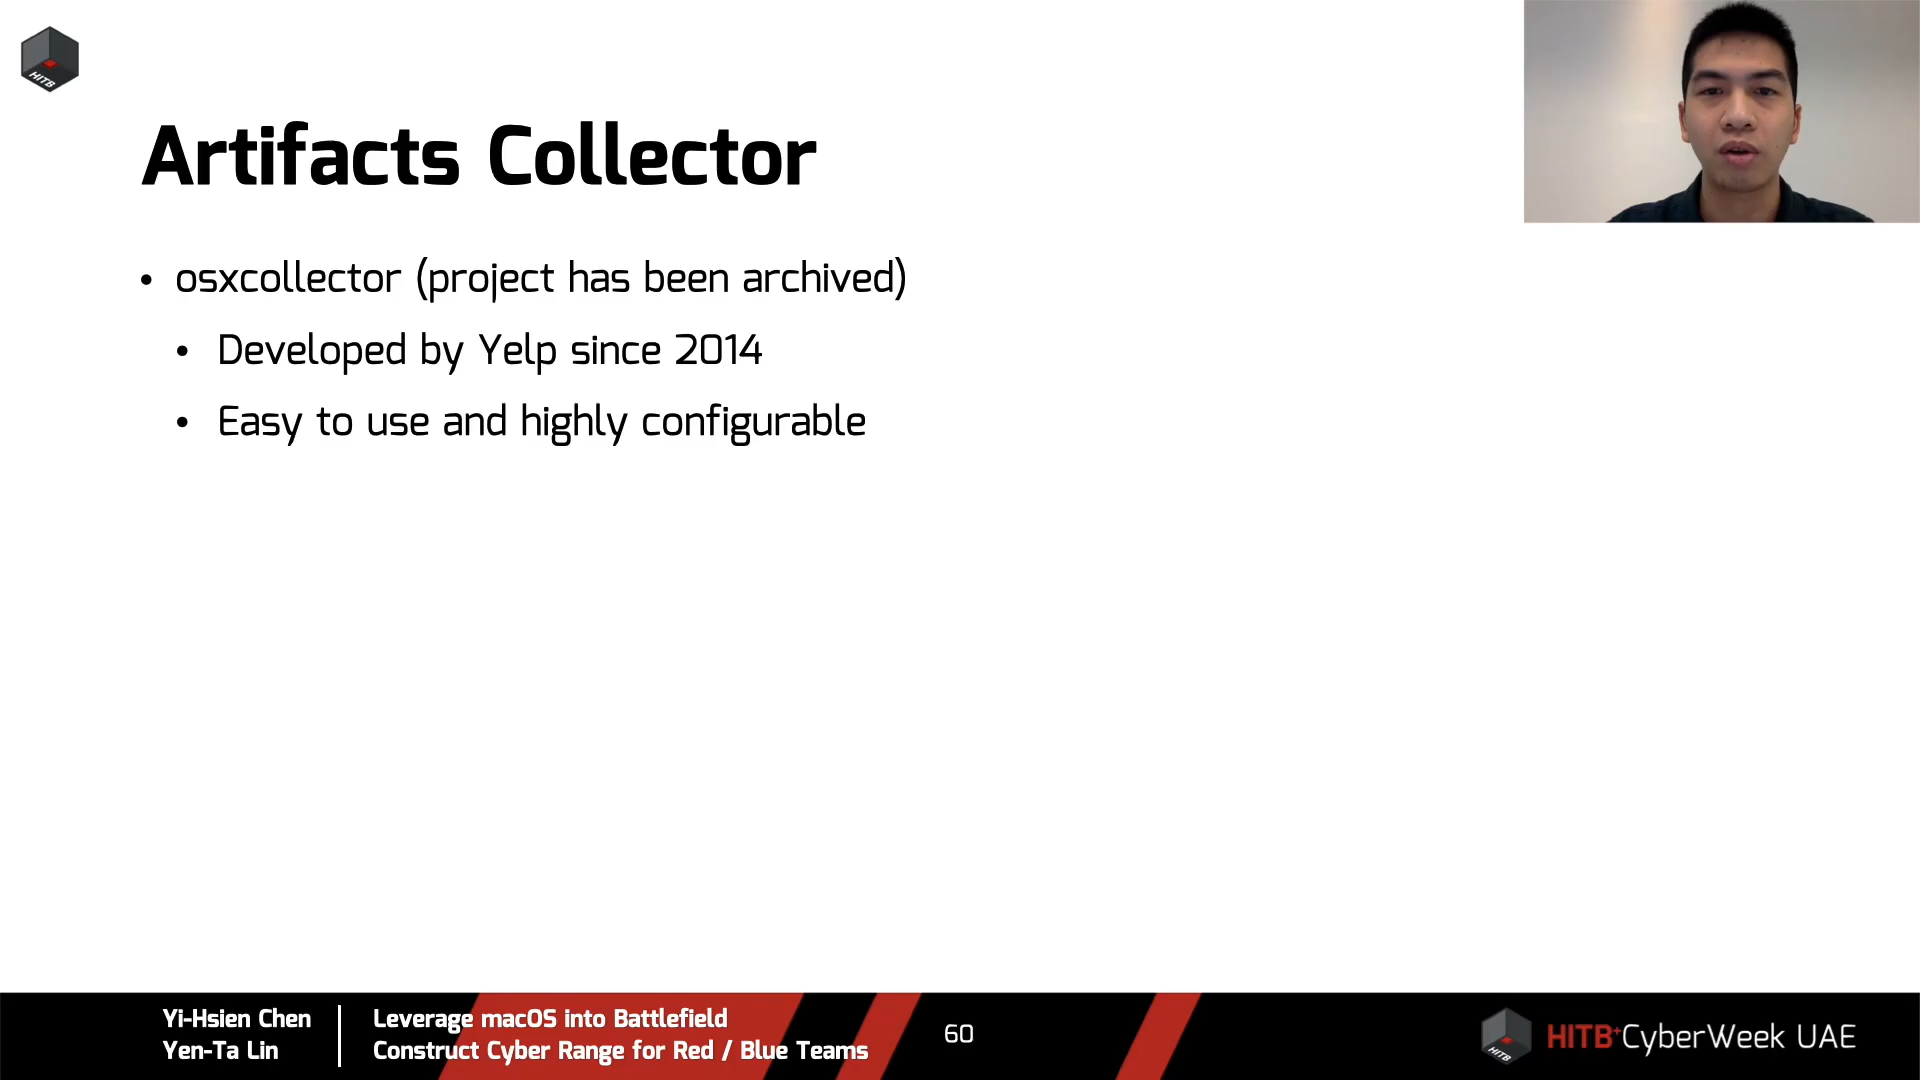 HITB
Artifacts Collector
• osxcollector (project has been archived)
• Developed by Yelp since 2014
• Easy to use and highly configurable
Yi-Hsien Chen
Yen-Ta Lin
Leverage macOS into Battlefield
Construct Cyber Range for Red / Blue Teams
60
HITB
HITB+CyberWeek UAE